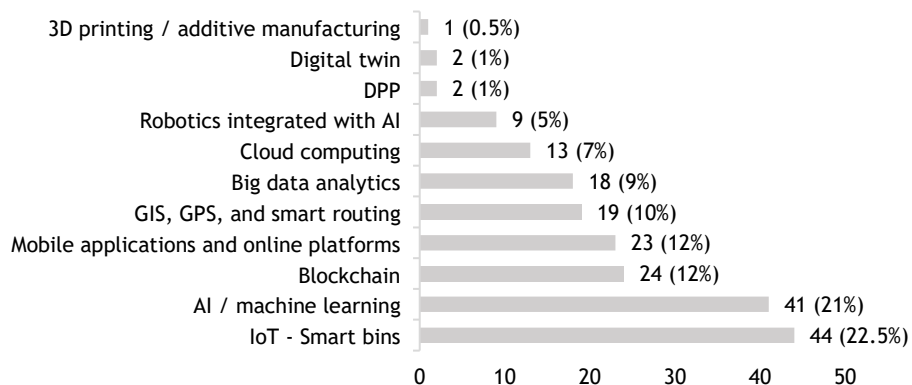 3D printing / additive manufacturing 1 (0.5%)
Digital twin 2 (1%)
DPP 2 (1%)
Robotics integrated with AI 9 (5%)
Cloud computing 13 (7%)
Big data analytics 18 (9%)
GIS, GPS, and smart routing 19 (10%)
Mobile applications and online platforms 23 (12%)
Blockchain 24 (12%)
AI / machine learning 41 (21%)
IoT - Smart bins 44 (22.5%)
0 10 20 30 40 50